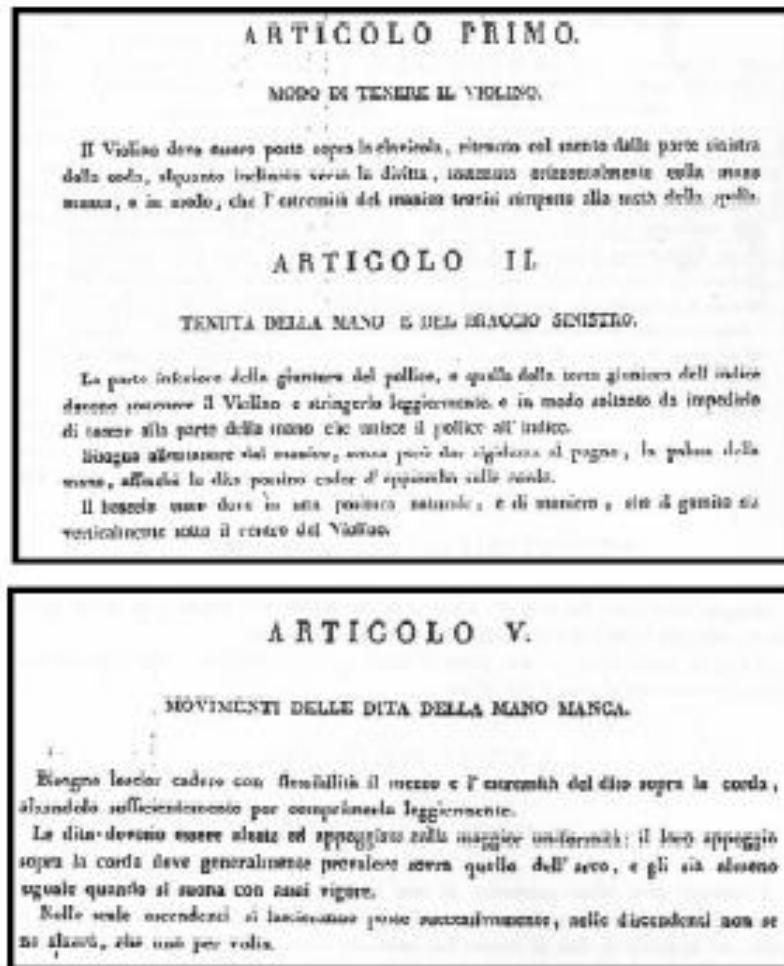 ARTICOLO PRIMO.
MODO DI TENERE IL VIOLINO.
Il Violino deve essere posto sopra la clavicola, ritenuto col mento dalla parte sinistra
della coda, alquanto inclinato verso la diritta, sostenuto orizzontalmente colla mano
manca, e in modo, che l'estremità del manico trovisi rimpetto alla metà della spalla.
ARTICOLO II.
TENUTA DELLA MANO E DEL BRACCIO SINISTRO.
La parte inferiore della giuntura del pollice, e quella della terza giuntura dell'indice
devono sostenere il Violino e stringerlo leggiermente, e in modo soltanto da impedirlo
di toccare alla parte della mano che unisce il pollice all'indice.
Bisogna allontanare dal manico, senza però dar rigidezza al pugno, la palma della
mano, affinché le dita possino cader d'appiombo sulle corde.
Il braccio deve in una positura naturale, e di maniera, che il gomito sia
verticalmente sotto il centro del Violino.
ARTICOLO V.
MOVIMENTI DELLE DITA DELLA MANO MANCA.
Bisogna lasciar cadere con flessibilità il mezzo e l'estremità del dito sopra la corda,
alzandolo sufficientemente per comprimerla leggiermente.
Le dita devono essere alzate ed appoggiate colla maggior uniformità: il loro appoggio
sopra la corda deve generalmente prevalere sovra quello dell'arco, e gli sià almeno
uguale quando si suona con assai vigore.
Nelle scale ascendenti si lascieranno poste successivamente, nelle discendenti non se
ne alzerà, che uno per volta.